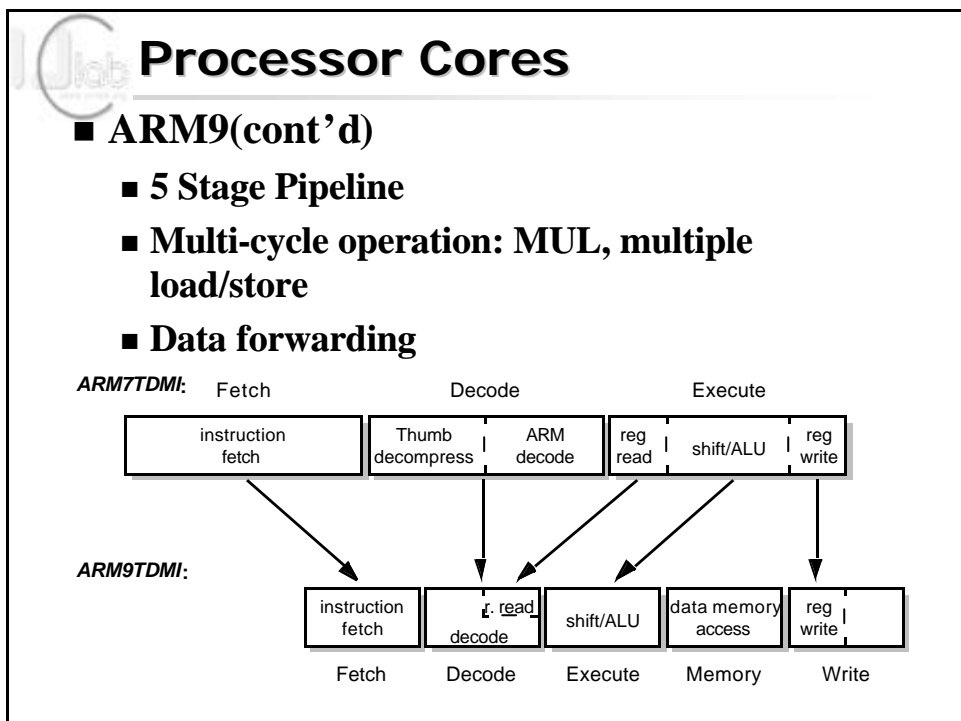 Processor Cores
ARM9(cont'd)
5 Stage Pipeline
Multi-cycle operation: MUL, multiple
load/store
Data forwarding
ARM7TDMI:
Fetch Decode Execute
instruction fetch
Thumb decompress
ARM decode
reg read
shift/ALU
reg write
ARM9TDMI:
instruction fetch
r. read
decode
shift/ALU
data memory access
reg write
Fetch Decode Execute Memory Write